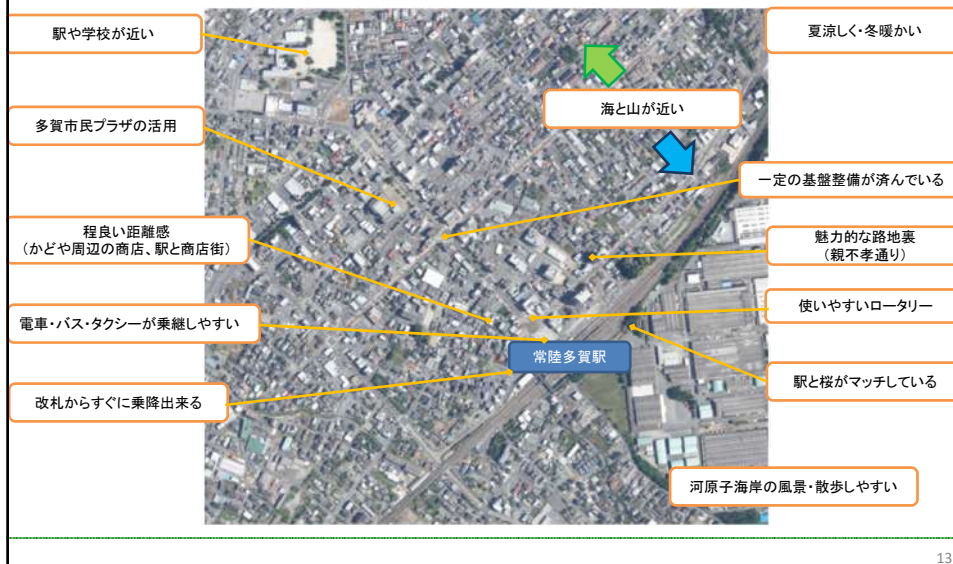 駅や学校が近い
夏涼しく・冬暖かい
海と山が近い
多賀市民プラザの活用
一定の基盤整備が済んでいる
程良い距離感
(かどや周辺の商店、駅と商店街)
魅力的な路地裏
(親不孝通り)
電車・バス・タクシーが乗継しやすい
使いやすいロータリー
常陸多賀駅
駅と桜がマッチしている
改札からすぐに乗降出来る
河原子海岸の風景・散歩しやすい
13